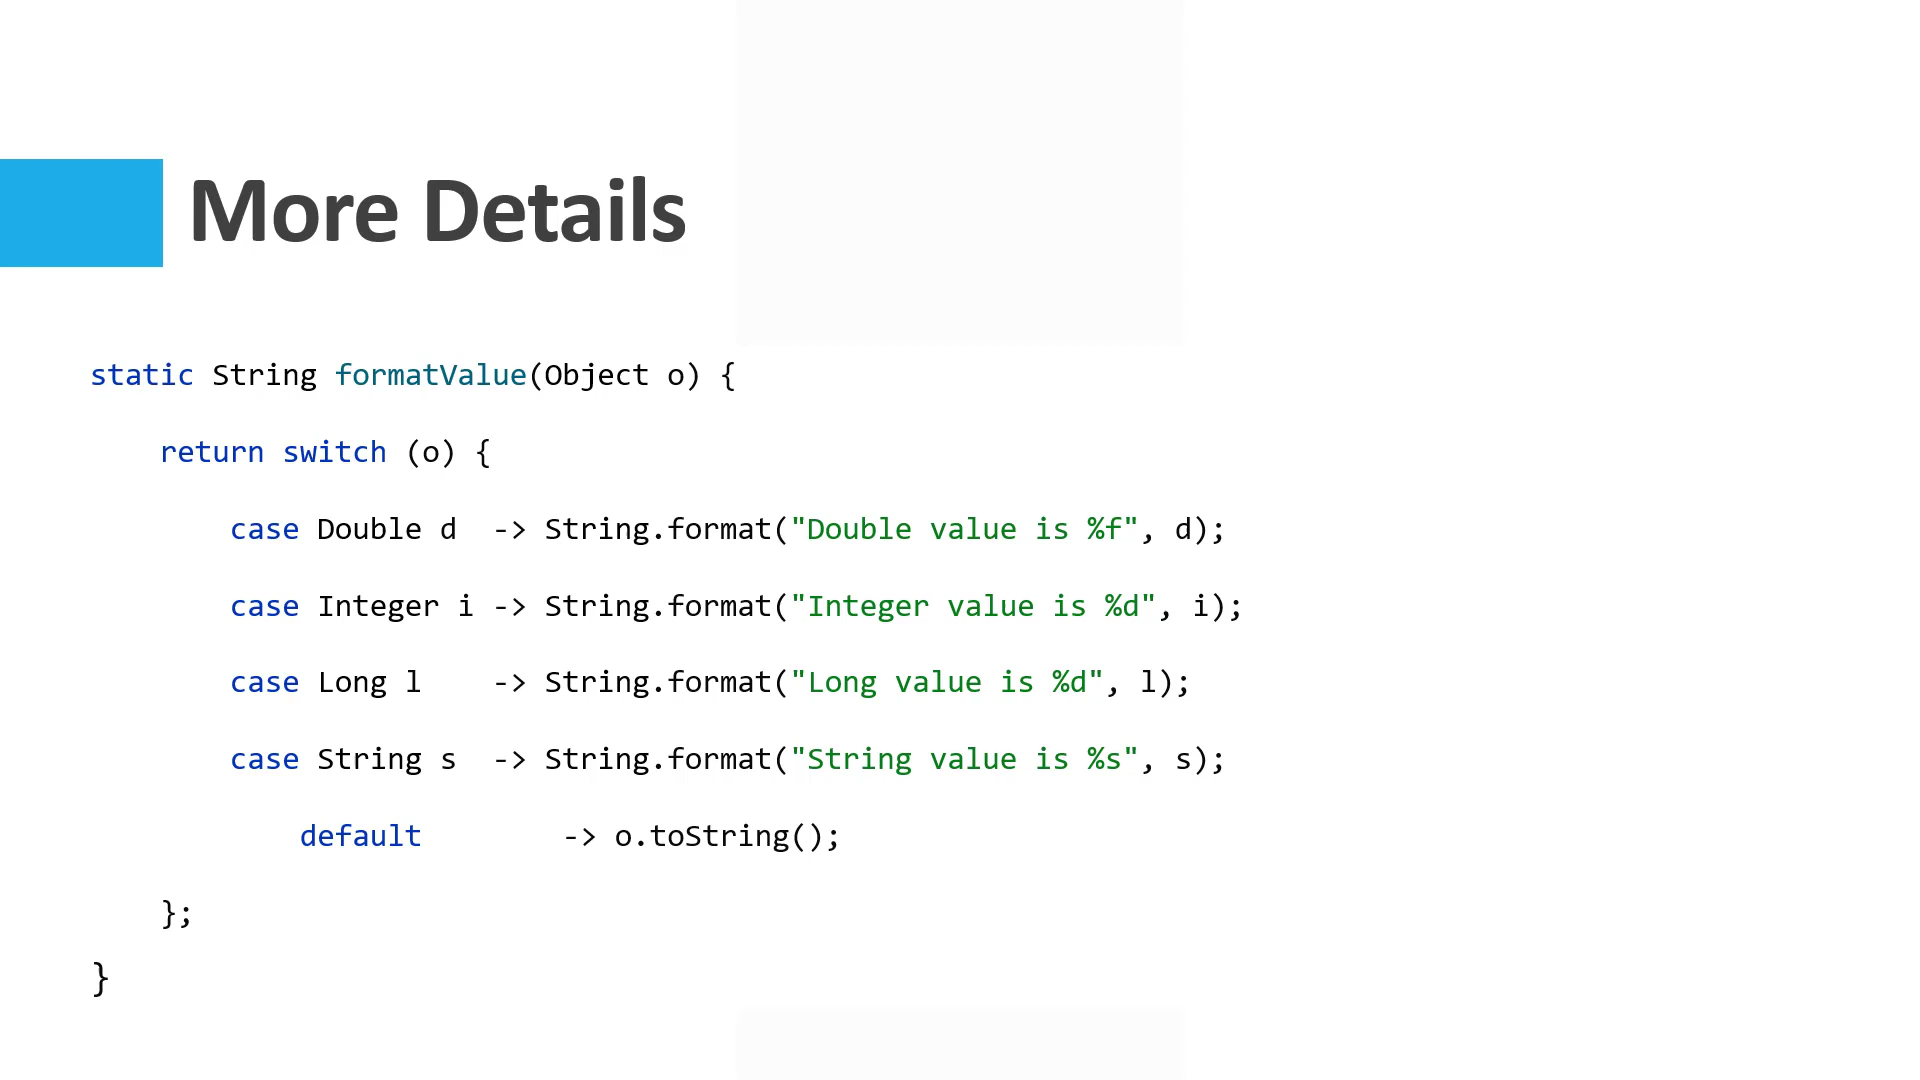 More Details
static String formatValue(Object o) {
    return switch (o) {
        case Double d  -> String.format("Double value is %f", d);
        case Integer i -> String.format("Integer value is %d", i);
        case Long l    -> String.format("Long value is %d", l);
        case String s  -> String.format("String value is %s", s);
            default        -> o.toString();
    };
}